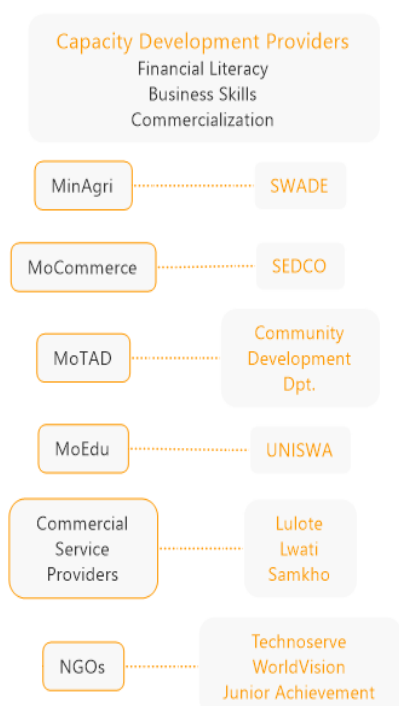 Capacity Development Providers
Financial Literacy
Business Skills
Commercialization
MinAgri
SWADE
MoCommerce
SEDCO
MoTAD
Community
Development
Dpt.
MoEdu
UNISWA
Commercial
Service
Providers
Lulote
Lwati
Samkho
NGOs
Technoserve
WorldVision
Junior Achievement